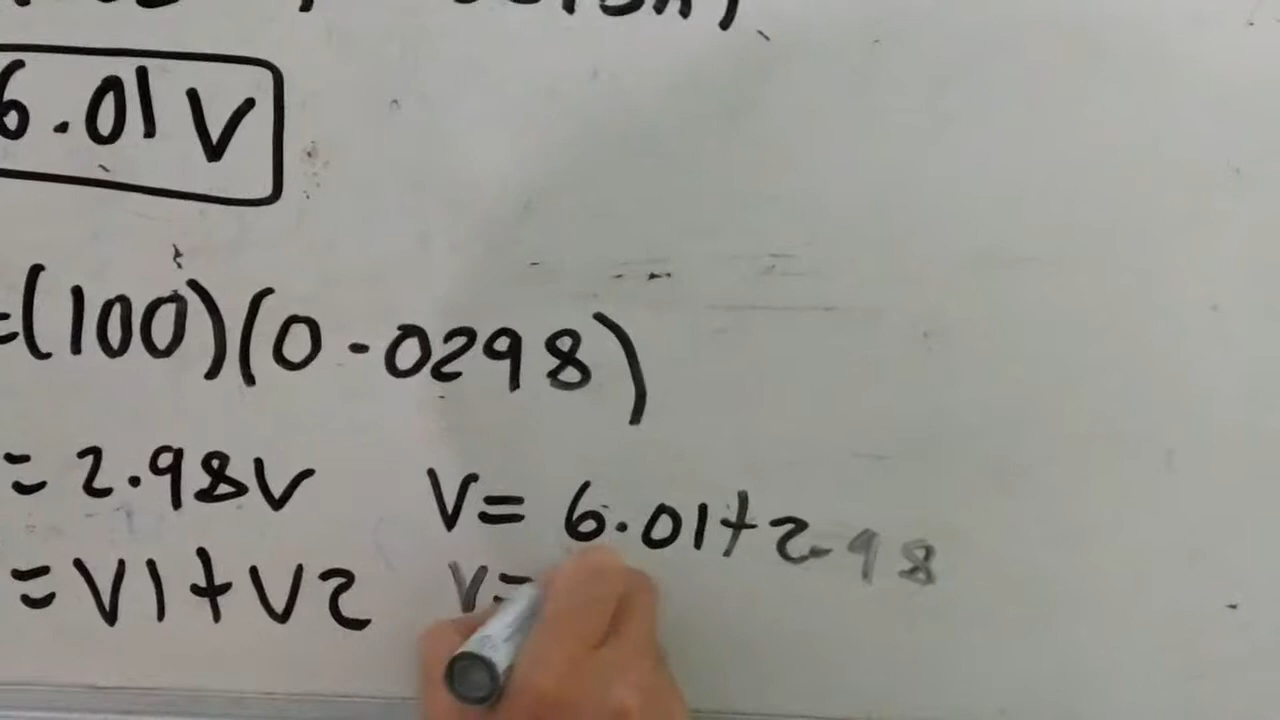 6.01 V
=(100)(0.0298)
= 2.98V
= V1+V2
V= 6.01+2.98
V=